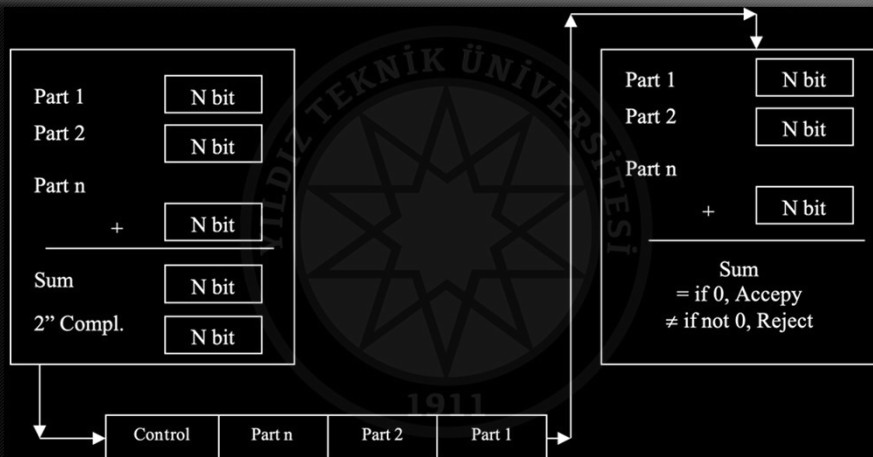 Part 1 N bit
Part 2 N bit
Part n
+ N bit
Sum N bit
2” Compl. N bit
Control Part n Part 2 Part 1
Part 1 N bit
Part 2 N bit
Part n
+ N bit
Sum
= if 0, Accepy
≠ if not 0, Reject
YILDIZ TEKNİK ÜNİVERSİTESİ
1911